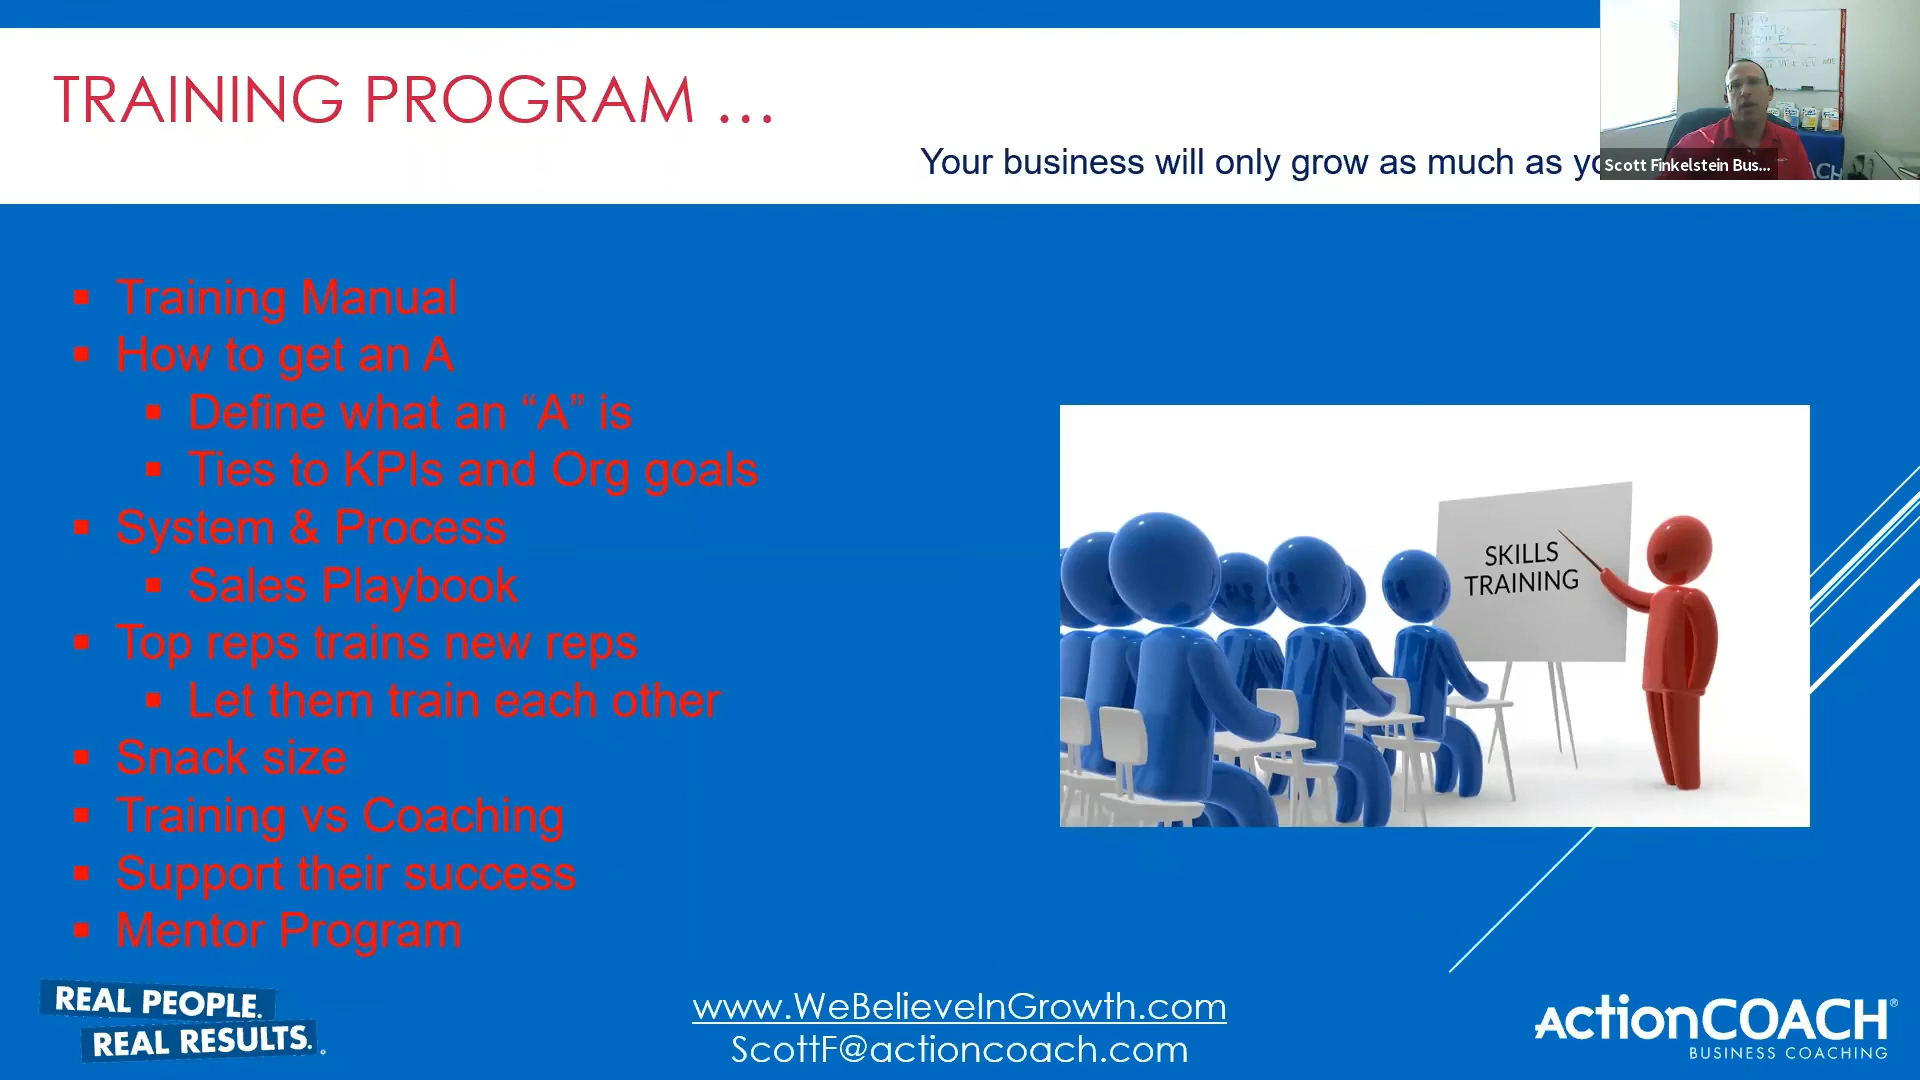 TRAINING PROGRAM ...
Your business will only grow as much as
Scott Finkelstein Bus...
▪ Training Manual
▪ How to get an A
▪ Define what an “A” is
▪ Ties to KPIs and Org goals
▪ System & Process
▪ Sales Playbook
▪ Top reps trains new reps
▪ Let them train each other
▪ Snack size
▪ Training vs Coaching
▪ Support their success
▪ Mentor Program
SKILLS
TRAINING
REAL PEOPLE.
REAL RESULTS.
www.WeBelieveInGrowth.com
ScottF@actioncoach.com
ActionCOACH®
BUSINESS COACHING